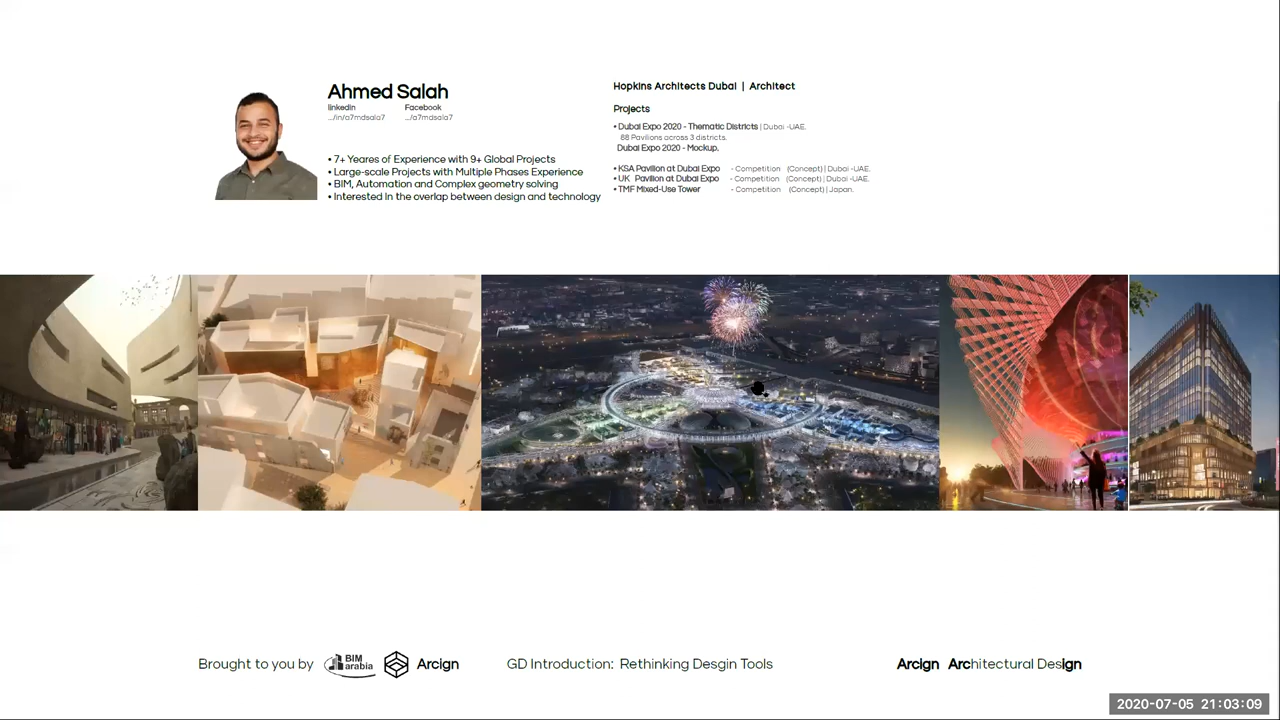 Ahmed Salah
linkedin Facebook
.../in/a7mdsala7 .../a7mdsala7
• 7+ Yeares of Experience with 9+ Global Projects
• Large-scale Projects with Multiple Phases Experience
• BIM, Automation and Complex geometry solving
• Interested In the overlap between design and technology
Hopkins Architects Dubai | Architect
Projects
• Dubai Expo 2020 - Thematic Districts | Dubai -UAE.
88 Pavilions across 3 districts.
Dubai Expo 2020 - Mockup.
• KSA Pavilion at Dubai Expo - Competition (Concept) | Dubai -UAE.
• UK Pavilion at Dubai Expo - Competition (Concept) | Dubai -UAE.
• TMF Mixed-Use Tower - Competition (Concept) | Japan.
Brought to you by BIM arabia Arcign GD Introduction: Rethinking Desgin Tools Arcign Architectural Design
2020-07-05 21:03:09